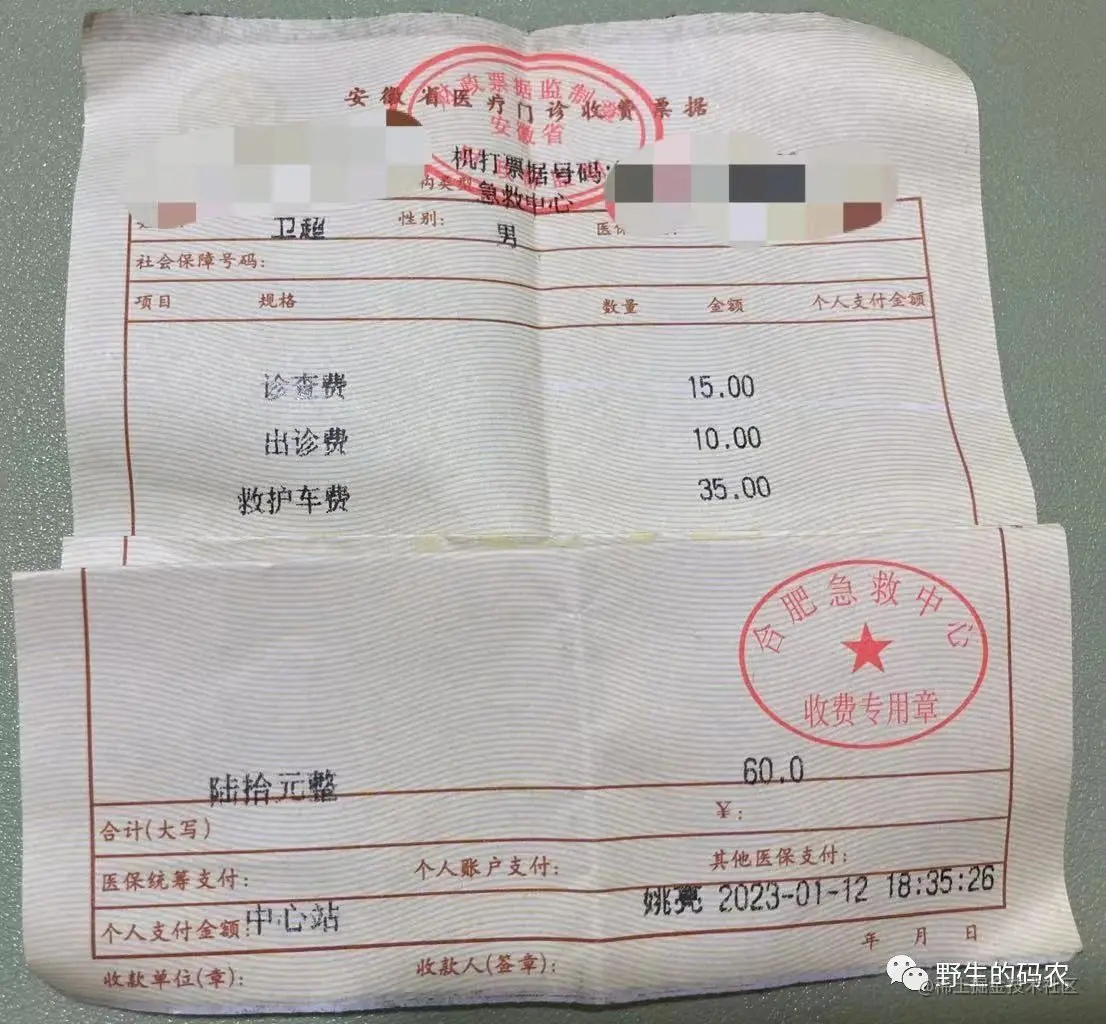 安徽省医疗门诊收费票据
财政票据监制章
安徽省
机打票据号码:
急救中心
卫超 性别: 男
社会保障号码:
项目 规格 数量 金额 个人支付金额
诊查费 15.00
出诊费 10.00
救护车费 35.00
合肥急救中心
收费专用章
陆拾元整 60.0
合计(大写) ¥:
医保统筹支付: 个人账户支付: 其他医保支付:
姚亮 2023-01-12 18:35:26
个人支付金额 中心站
年 月 日
收款单位(章): 收款人(签章):
野生的码农
@稀土掘金技术社区